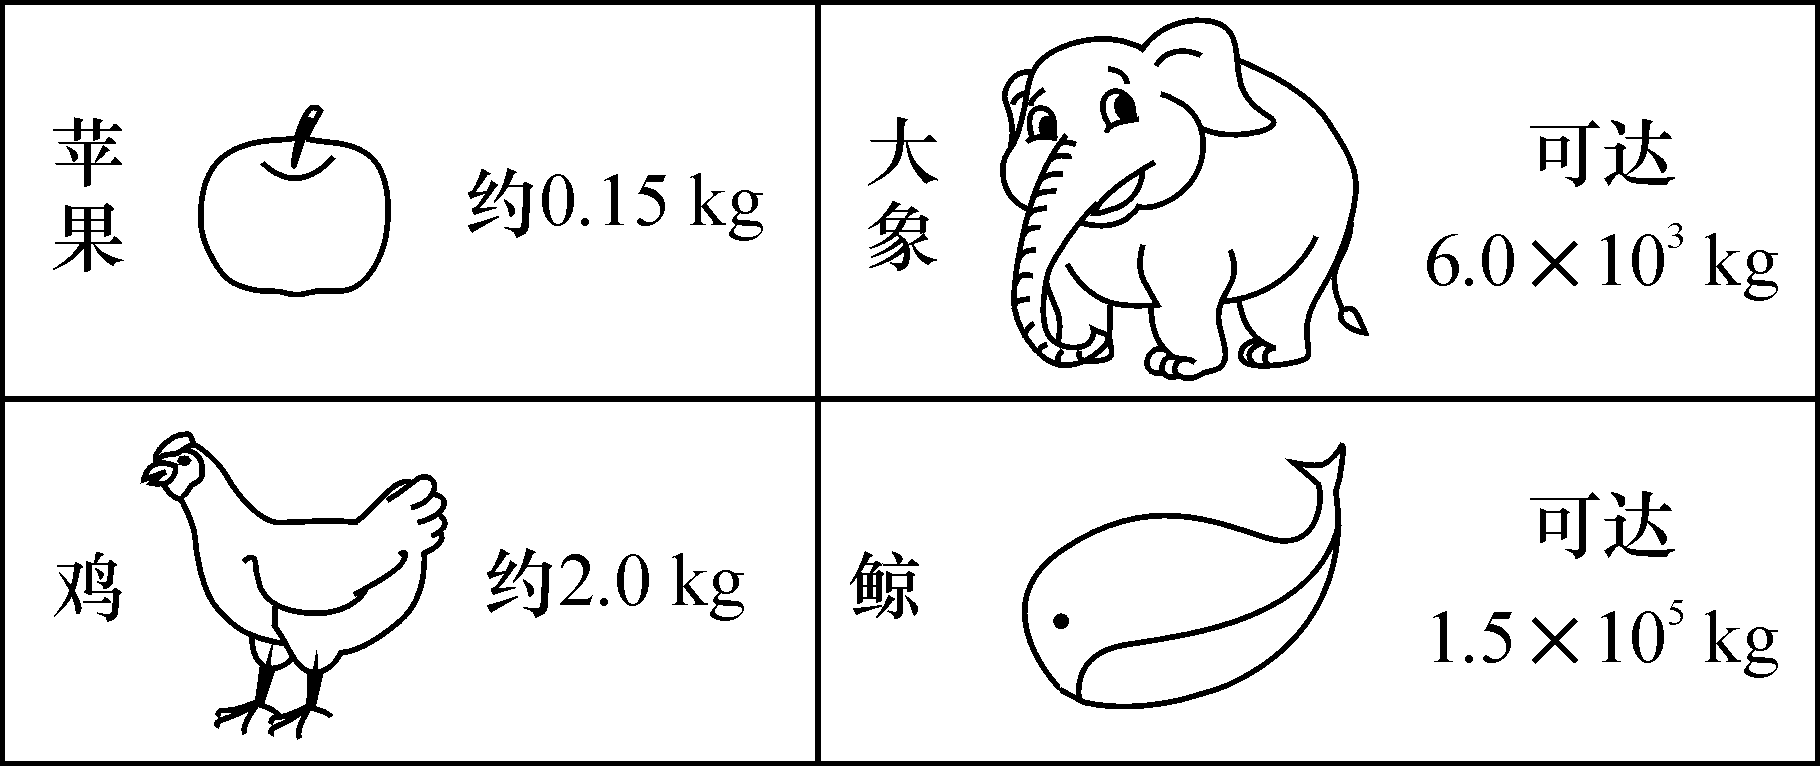 苹果
约0.15 kg
大象
可达
6.0×10³ kg
鸡
约2.0 kg
鲸
可达
1.5×10⁵ kg